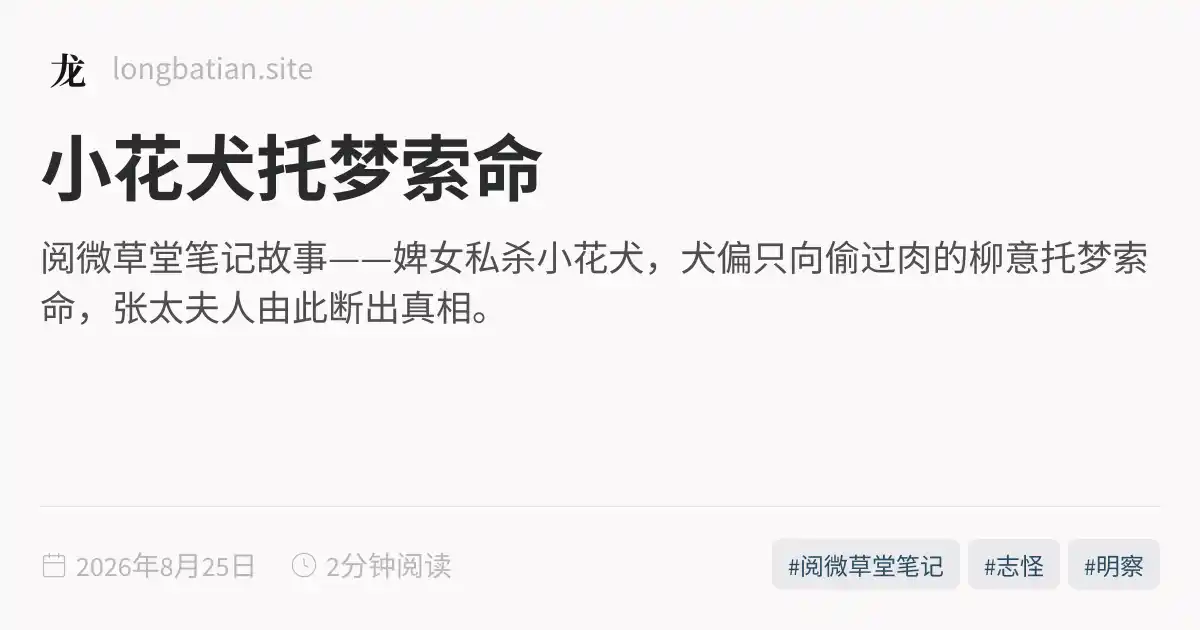 龙 longbatian.site
小花犬托梦索命
阅微草堂笔记故事——婢女私杀小花犬，犬偏只向偷过肉的柳意托梦索
命，张太夫人由此断出真相。
2026年8月25日 2分钟阅读 #阅微草堂笔记 #志怪 #明察